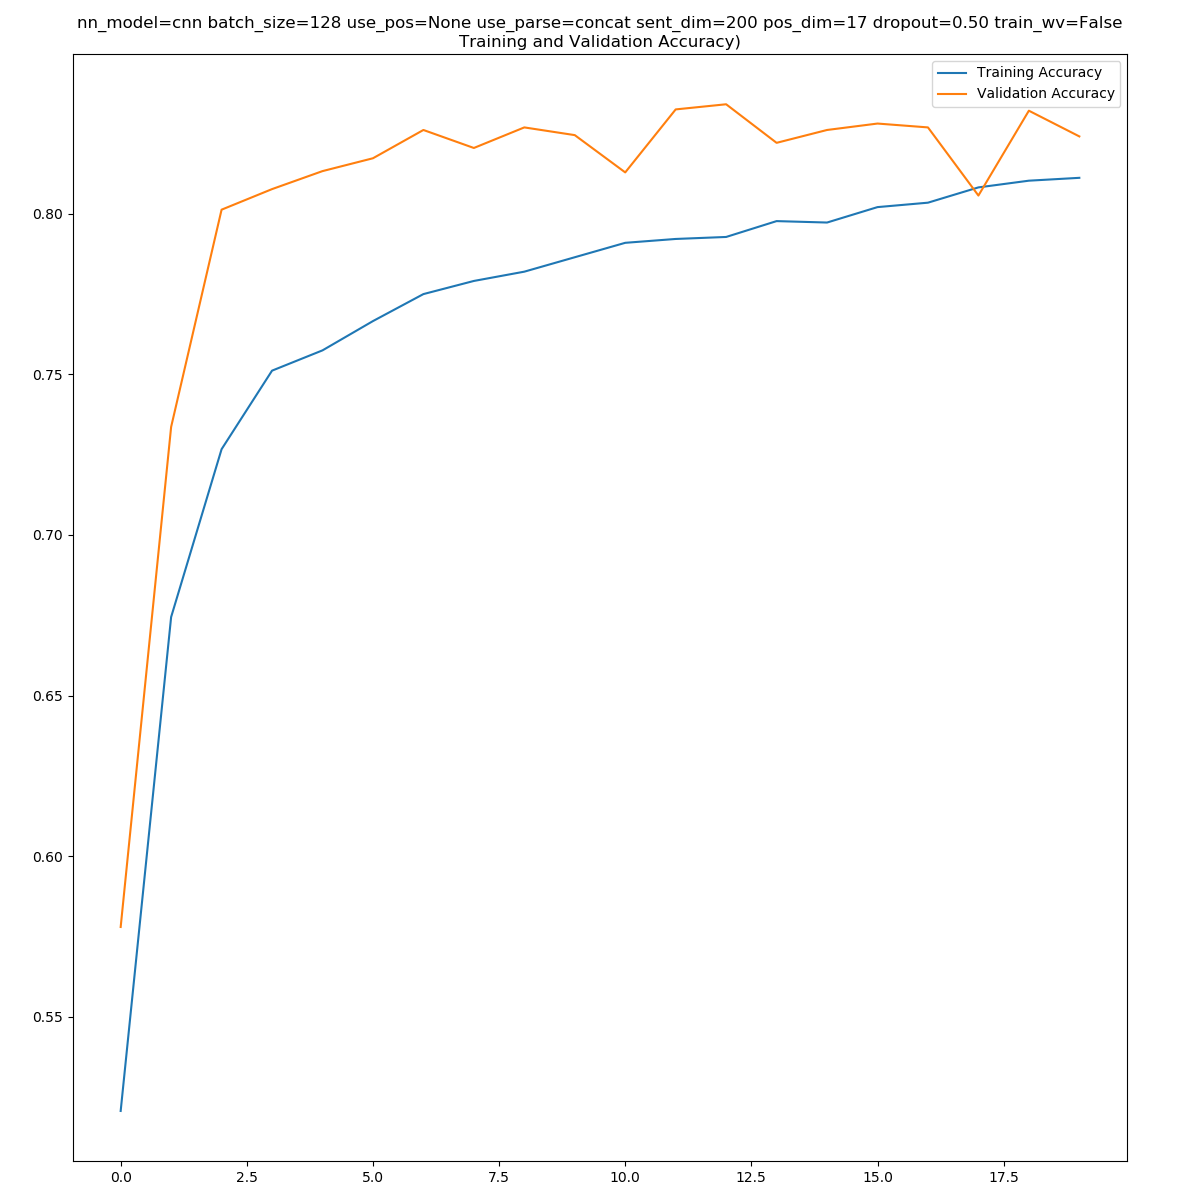 nn_model=cnn batch_size=128 use_pos=None use_parse=concat sent_dim=200 pos_dim=17 dropout=0.50 train_wv=False
Training and Validation Accuracy)
Training Accuracy
Validation Accuracy
0.80
0.75
0.70
0.65
0.60
0.55
0.0 2.5 5.0 7.5 10.0 12.5 15.0 17.5